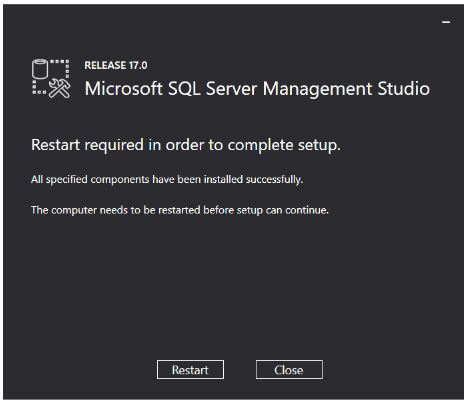 RELEASE 17.0
Microsoft SQL Server Management Studio
Restart required in order to complete setup.
All specified components have been installed successfully.
The computer needs to be restarted before setup can continue.
Restart
Close